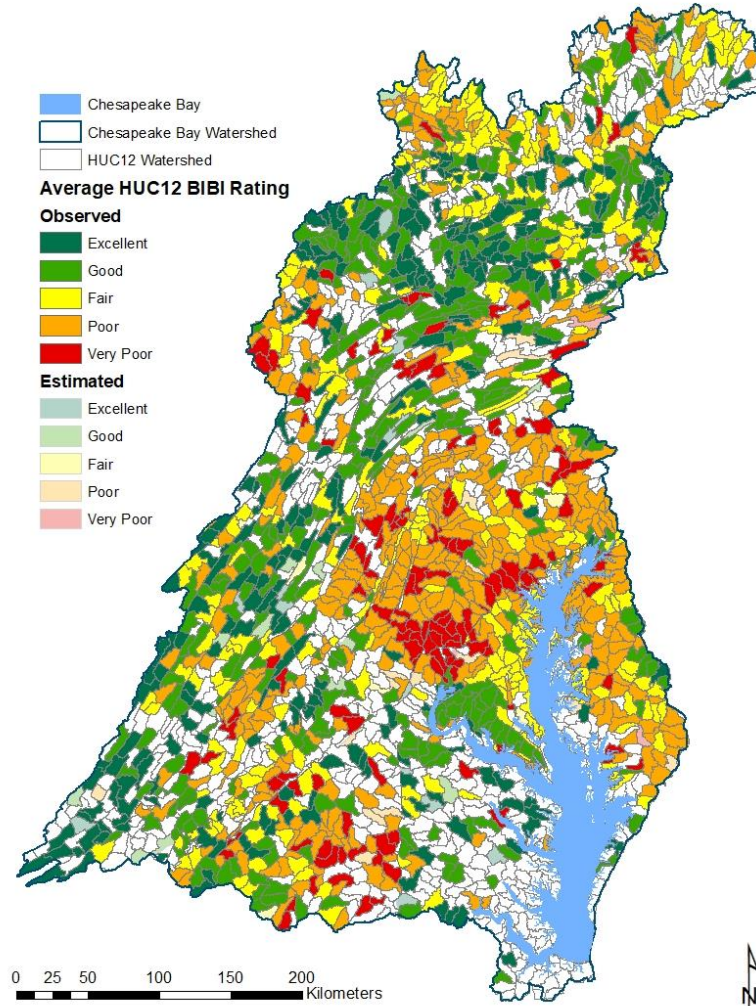 Chesapeake Bay
Chesapeake Bay Watershed
HUC12 Watershed
Average HUC12 BIBI Rating
Observed
Excellent
Good
Fair
Poor
Very Poor
Estimated
Excellent
Good
Fair
Poor
Very Poor
0 25 50 100 150 200
Kilometers